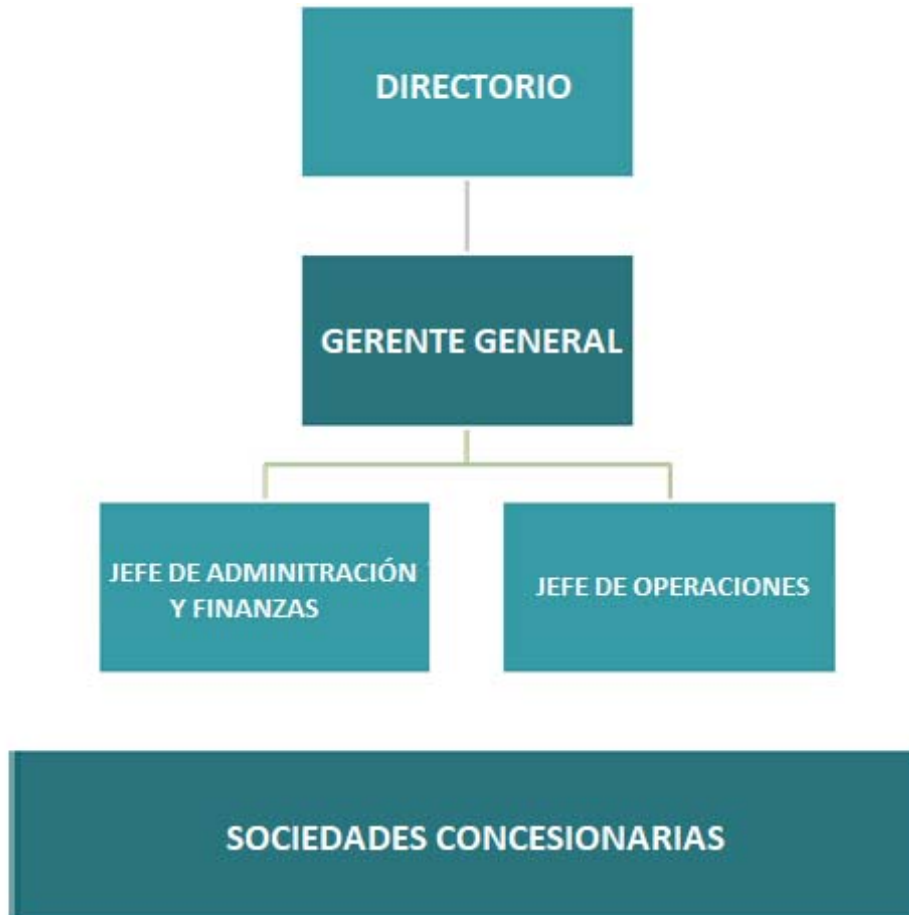 DIRECTORIO
GERENTE GENERAL
JEFE DE ADMINITRACIÓN
Y FINANZAS
JEFE DE OPERACIONES
SOCIEDADES CONCESIONARIAS